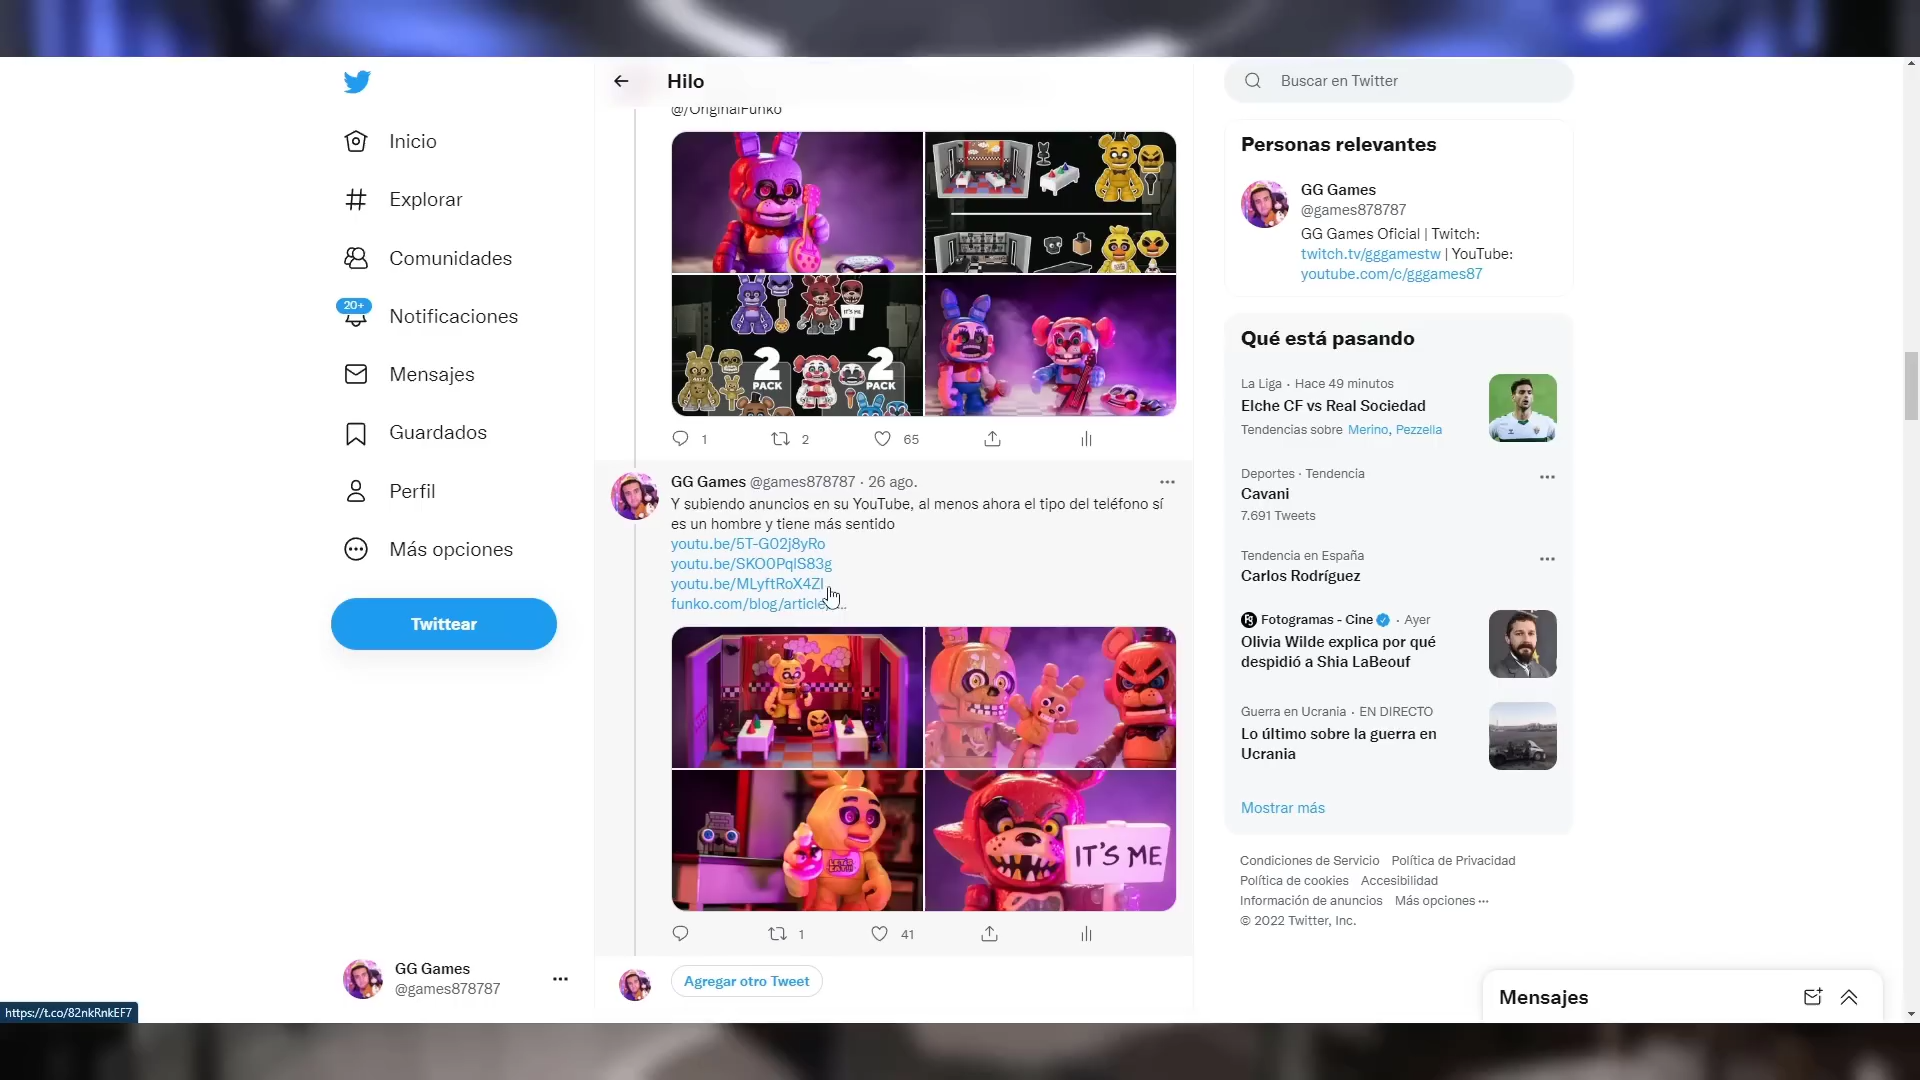 Inicio
Explorar
Comunidades
20+
Notificaciones
Mensajes
Guardados
Perfil
Más opciones
Twittear
GG Games
@games878787
https://t.co/82nkRnkEF7
Hilo
@/OriginalFunko
IT'S ME
2
PACK
2
PACK
1
2
65
GG Games @games878787 · 26 ago.
Y subiendo anuncios en su YouTube, al menos ahora el tipo del teléfono sí
es un hombre y tiene más sentido
youtu.be/5T-G02j8yRo
youtu.be/SKO0PqlS83g
youtu.be/MLyftRoX4ZI
funko.com/blog/article/…
LET'S EAT!!!
IT'S ME
1
41
Agregar otro Tweet
Buscar en Twitter
Personas relevantes
GG Games
@games878787
GG Games Oficial | Twitch:
twitch.tv/gggamestw | YouTube:
youtube.com/c/gggames87
Qué está pasando
La Liga · Hace 49 minutos
Elche CF vs Real Sociedad
Tendencias sobre Merino, Pezzella
Deportes · Tendencia
Cavani
7.691 Tweets
Tendencia en España
Carlos Rodríguez
Fotogramas - Cine · Ayer
Olivia Wilde explica por qué
despidió a Shia LaBeouf
Guerra en Ucrania · EN DIRECTO
Lo último sobre la guerra en
Ucrania
Mostrar más
Condiciones de Servicio Política de Privacidad
Política de cookies Accesibilidad
Información de anuncios Más opciones ···
© 2022 Twitter, Inc.
Mensajes